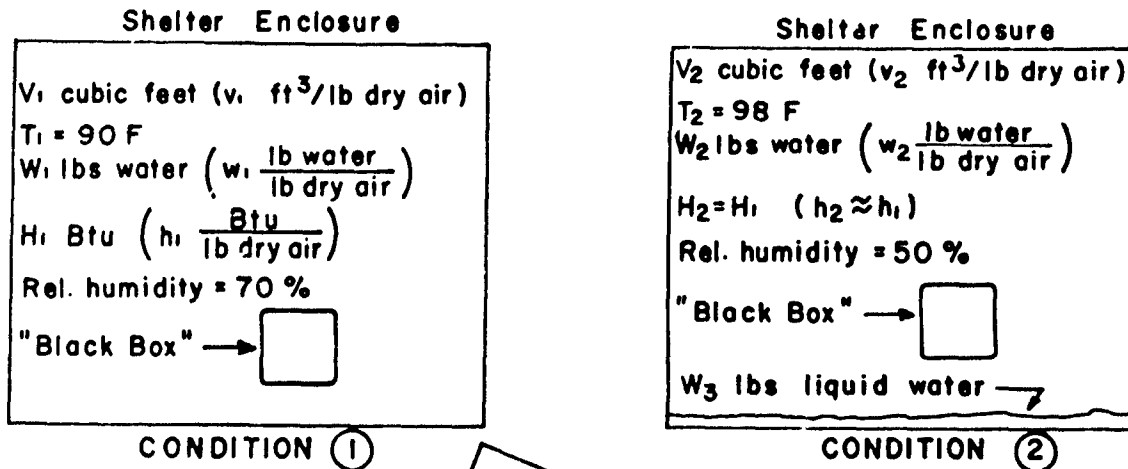 Shelter Enclosure
V₁ cubic feet (v₁ ft³/lb dry air)
T₁ = 90 F
W₁ lbs water (w₁ lb water / lb dry air)
H₁ Btu (h₁ Btu / lb dry air)
Rel. humidity = 70 %
"Black Box"
CONDITION ①
Sheltar Enclosure
V₂ cubic feet (v₂ ft³/lb dry air)
T₂ = 98 F
W₂ lbs water (w₂ lb water / lb dry air)
H₂ = H₁ (h₂ ≈ h₁)
Rel. humidity = 50 %
"Black Box"
W₃ lbs liquid water
CONDITION ②